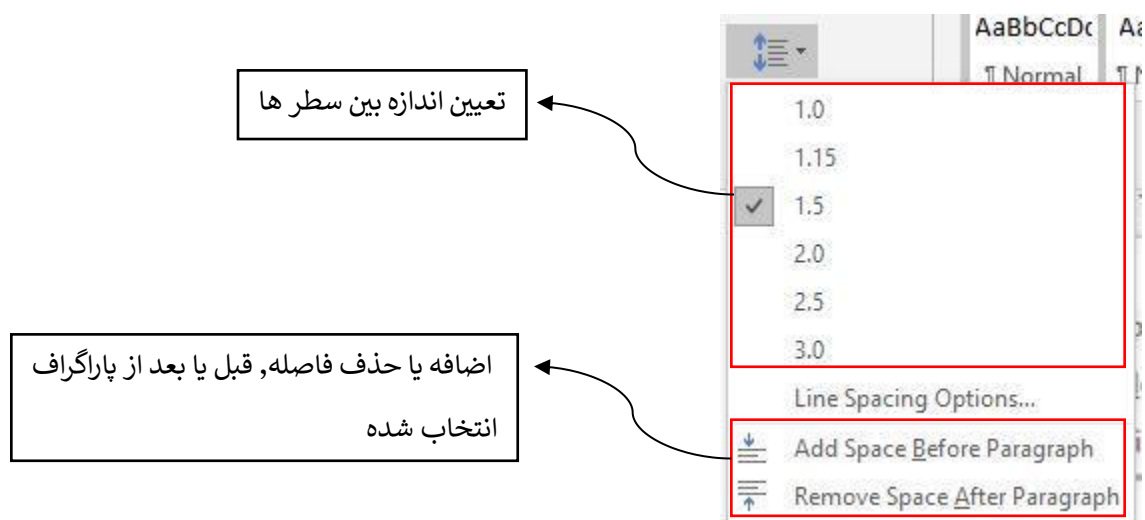 AaBbCcDc
¶ Normal
تعیین اندازه بین سطر ها
1.0
1.15
1.5
2.0
2.5
3.0
Line Spacing Options...
اضافه یا حذف فاصله, قبل یا بعد از پاراگراف
انتخاب شده
Add Space Before Paragraph
Remove Space After Paragraph